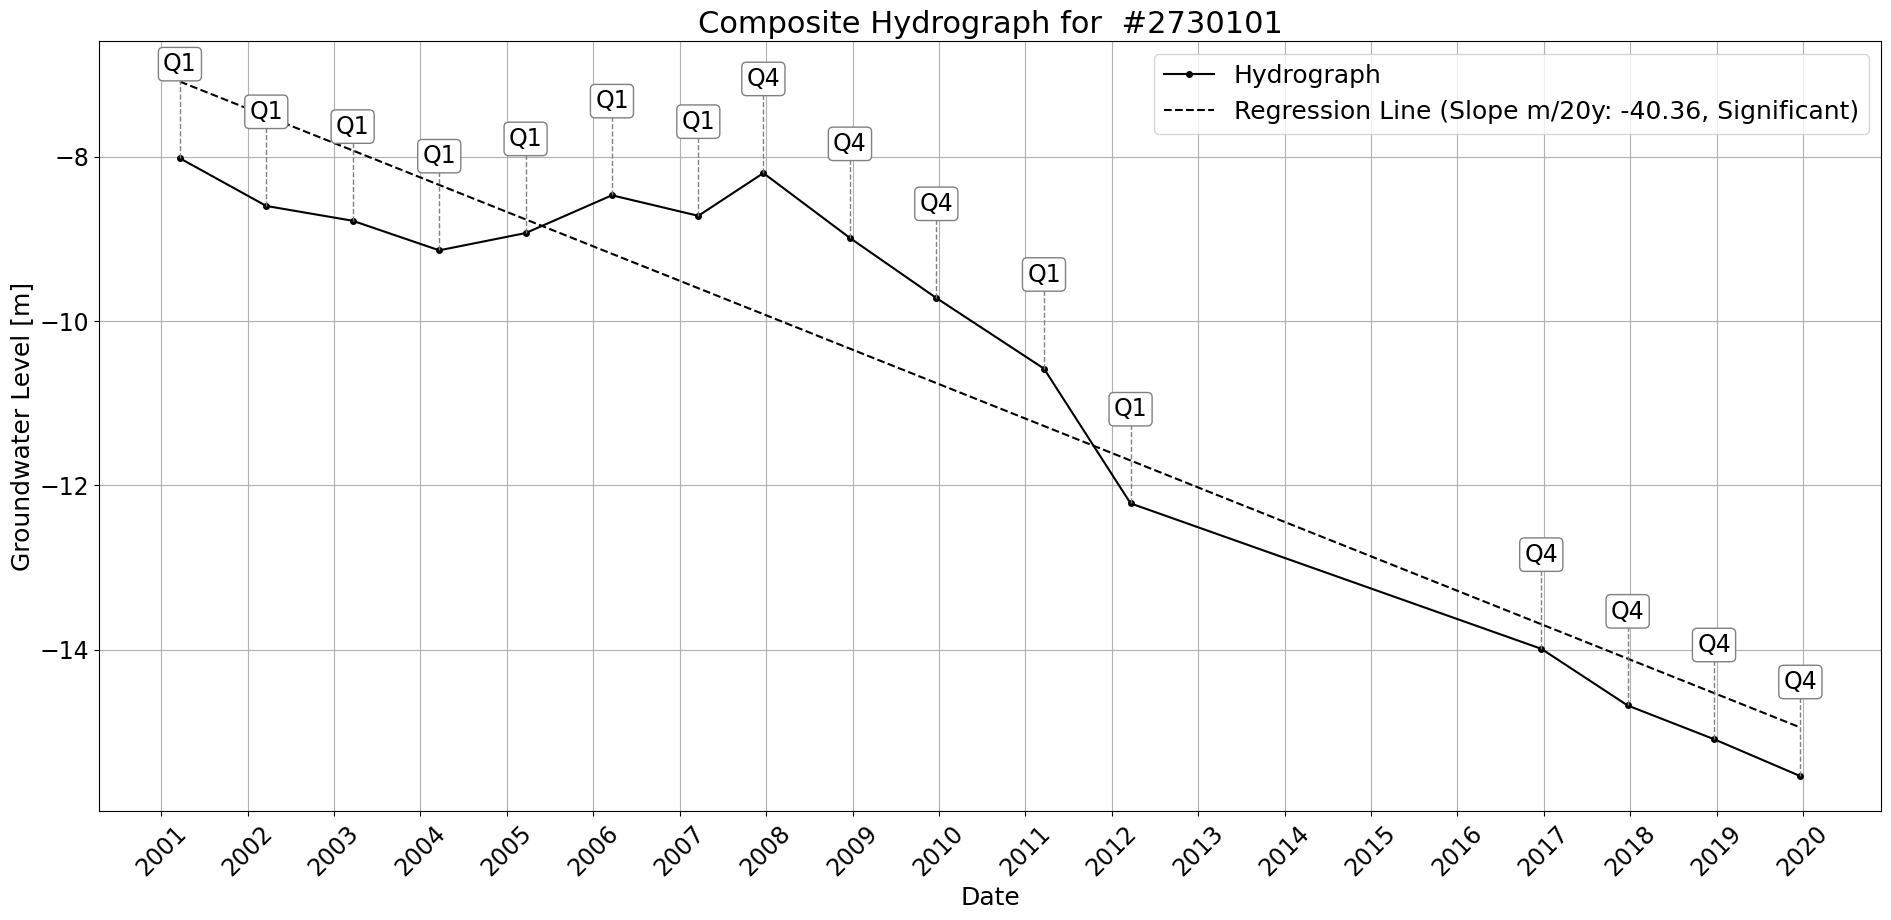 Composite Hydrograph for  #2730101
Hydrograph
Regression Line (Slope m/20y: -40.36, Significant)
Q1
Q1
Q1
Q1
Q1
Q1
Q1
Q4
Q4
Q4
Q1
Q1
Q4
Q4
Q4
Q4
Groundwater Level [m]
−8
−10
−12
−14
2001
2002
2003
2004
2005
2006
2007
2008
2009
2010
2011
2012
2013
2014
2015
2016
2017
2018
2019
2020
Date